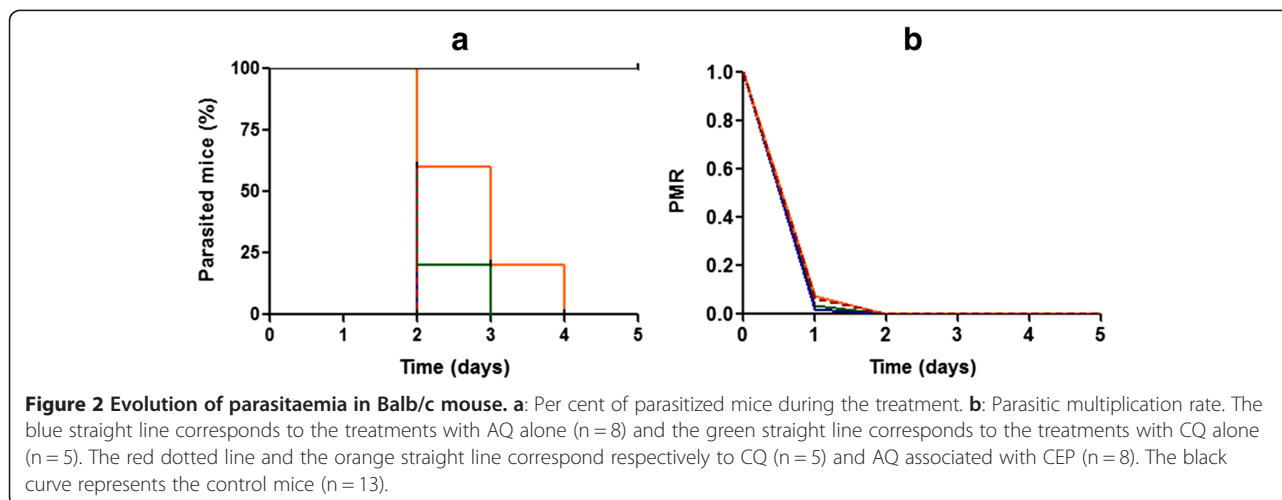 a
b
100
75
50
25
0
Parasited mice (%)
0 1 2 3 4 5
Time (days)
1.0
0.8
0.6
0.4
0.2
0.0
PMR
0 1 2 3 4 5
Time (days)
Figure 2 Evolution of parasitaemia in Balb/c mouse. a: Per cent of parasitized mice during the treatment. b: Parasitic multiplication rate. The
blue straight line corresponds to the treatments with AQ alone (n = 8) and the green straight line corresponds to the treatments with CQ alone
(n = 5). The red dotted line and the orange straight line correspond respectively to CQ (n = 5) and AQ associated with CEP (n = 8). The black
curve represents the control mice (n = 13).